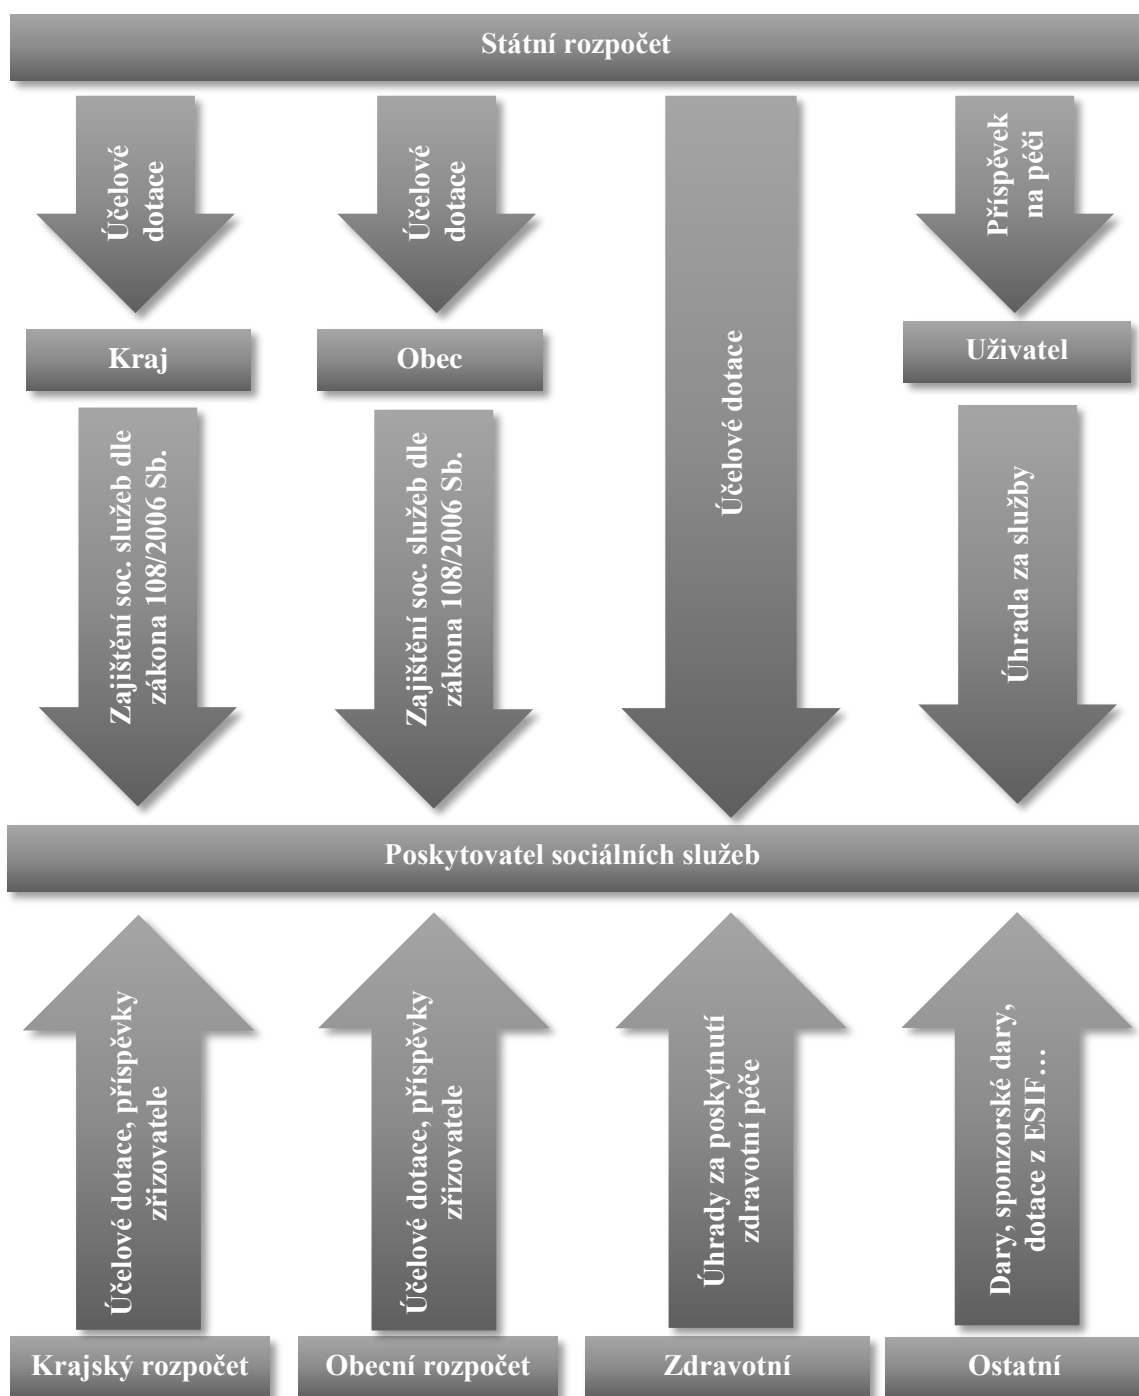 Státní rozpočet
Účelové
dotace
Účelové
dotace
Účelové dotace
Příspěvek
na péči
Kraj
Obec
Uživatel
Zajištění soc. služeb dle
zákona 108/2006 Sb.
Zajištění soc. služeb dle
zákona 108/2006 Sb.
Úhrada za služby
Poskytovatel sociálních služeb
Účelové dotace, příspěvky
zřizovatele
Účelové dotace, příspěvky
zřizovatele
Úhrady za poskytnutí
zdravotní péče
Dary, sponzorské dary,
dotace z ESIF…
Krajský rozpočet
Obecní rozpočet
Zdravotní
Ostatní